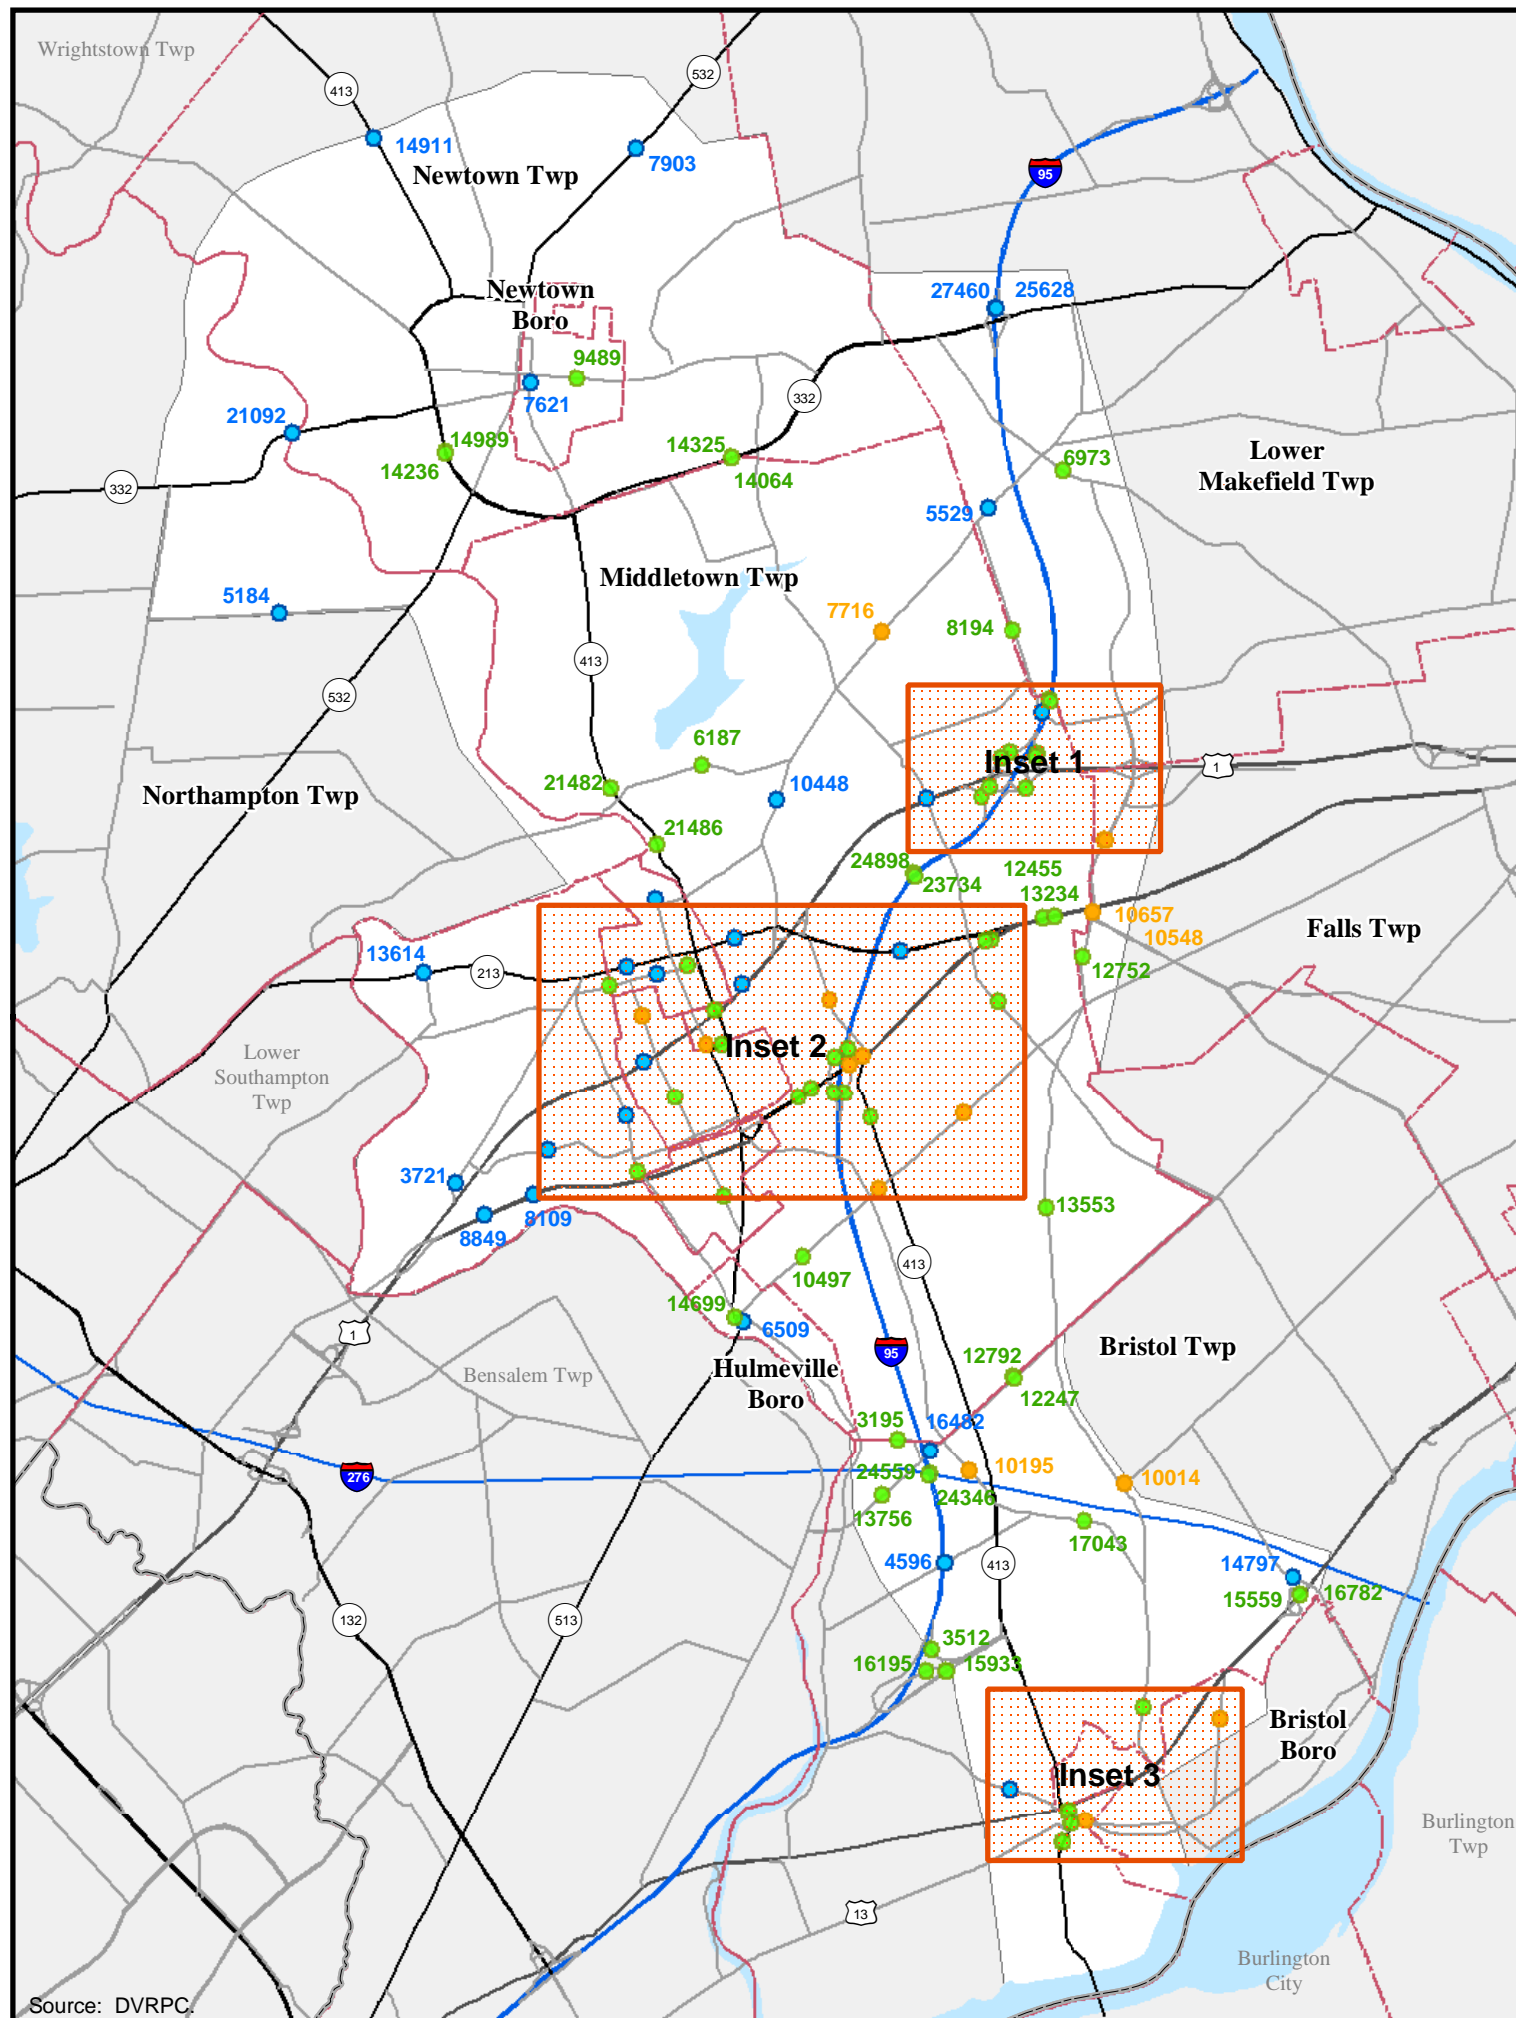 Wrightstown Twp
532
413
14911
7903
Newtown Twp
95
Newtown
Boro
27460
25628
9489
7621
332
21092
14989
14236
14325
14064
6973
Lower
Makefield Twp
332
5529
Middletown Twp
5184
7716
8194
413
532
6187
Inset 1
1
21482
10448
Northampton Twp
21486
24898
23734
12455
13234
10657
10548
Falls Twp
12752
13614
213
Inset 2
Lower
Southampton
Twp
3721
8109
8849
13553
10497
413
14699
6509
1
95
Bristol Twp
Hulmeville
Boro
Bensalem Twp
12792
12247
3195
16482
276
24559
24346
10195
10014
13756
17043
4596
413
14797
15559
16782
132
513
3512
16195
15933
Bristol
Boro
Inset 3
Burlington
Twp
13
Burlington
City
Source: DVRPC.